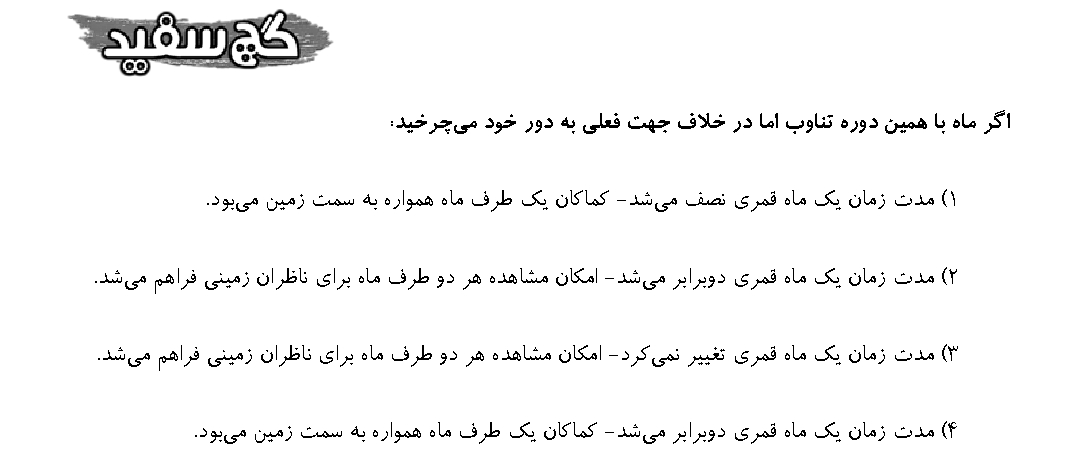 گچ سفید
اگر ماه با همین دوره تناوب اما در خلاف جهت فعلی به دور خود می‌چرخید:
۱) مدت زمان یک ماه قمری نصف می‌شد- کماکان یک طرف ماه همواره به سمت زمین می‌بود.
۲) مدت زمان یک ماه قمری دوبرابر می‌شد- امکان مشاهده هر دو طرف ماه برای ناظران زمینی فراهم می‌شد.
۳) مدت زمان یک ماه قمری تغییر نمی‌کرد- امکان مشاهده هر دو طرف ماه برای ناظران زمینی فراهم می‌شد.
۴) مدت زمان یک ماه قمری دوبرابر می‌شد- کماکان یک طرف ماه همواره به سمت زمین می‌بود.